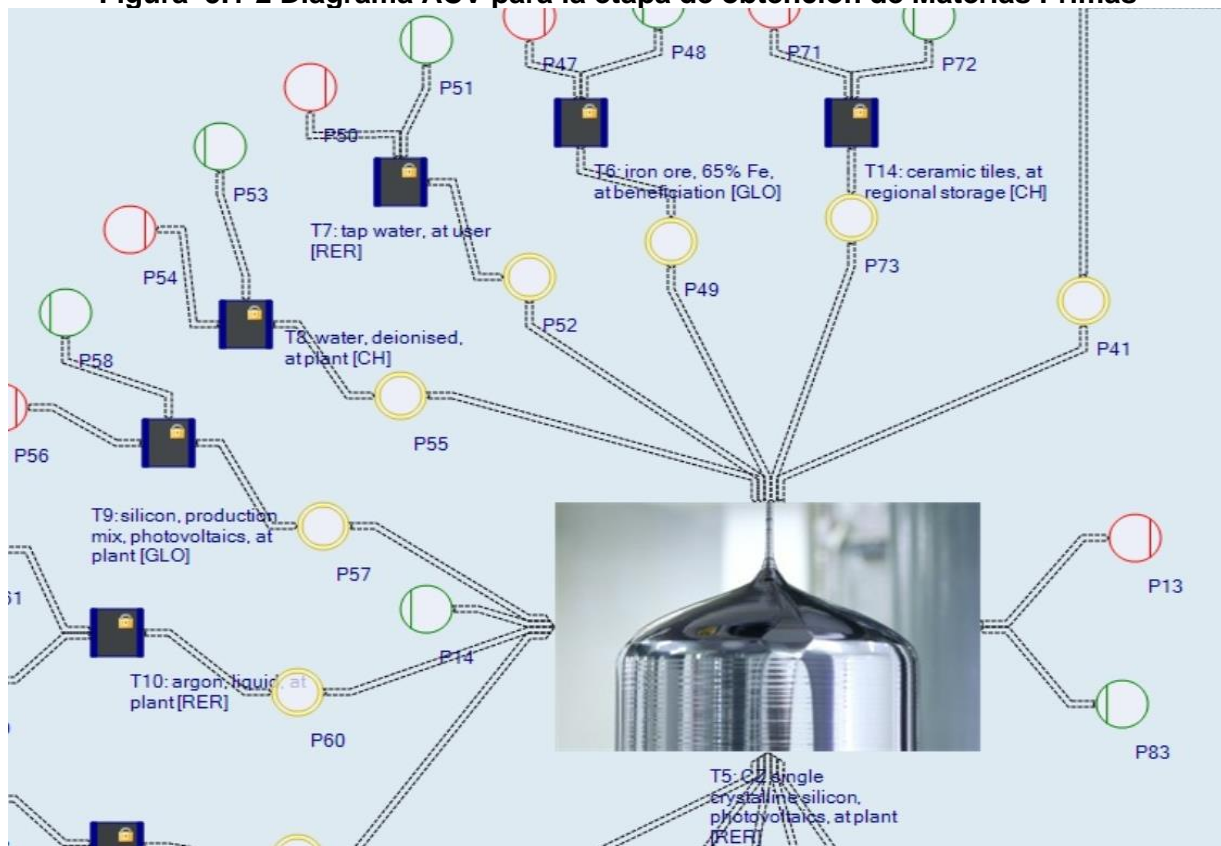 Figura 3.1-2 Diagrama ACV para la etapa de obtención de Materias Primas
P47
P48
P71
P72
P51
P50
P53
T6: iron ore, 65% Fe,
at beneficiation [GLO]
T14: ceramic tiles, at
regional storage [CH]
T7: tap water, at user
[RER]
P54
P73
P49
P52
T8: water, deionised,
at plant [CH]
P41
P58
P55
P56
T9: silicon, production
mix, photovoltaics, at
plant [GLO]
P57
P13
P14
T10: argon, liquid, at
plant [RER]
P60
P83
T5: CZ single
crystalline silicon,
photovoltaics, at plant
[RER]